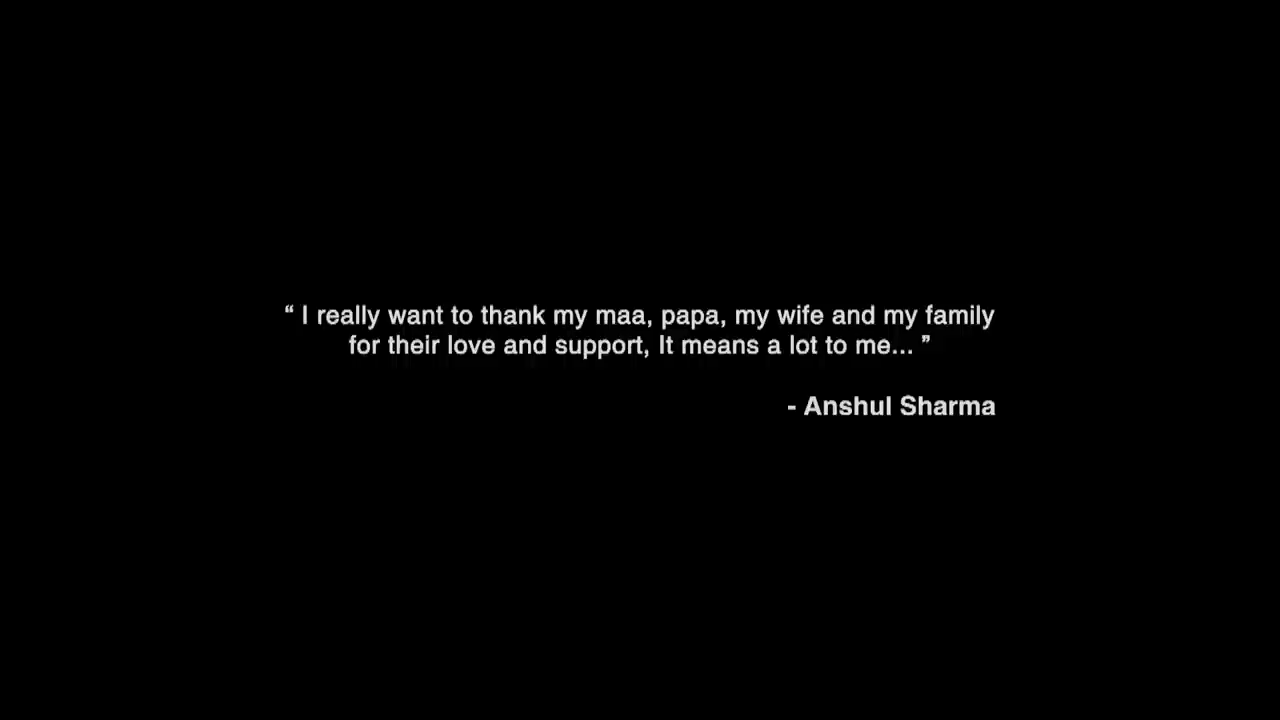 “ I really want to thank my maa, papa, my wife and my family
for their love and support, It means a lot to me... ”
- Anshul Sharma